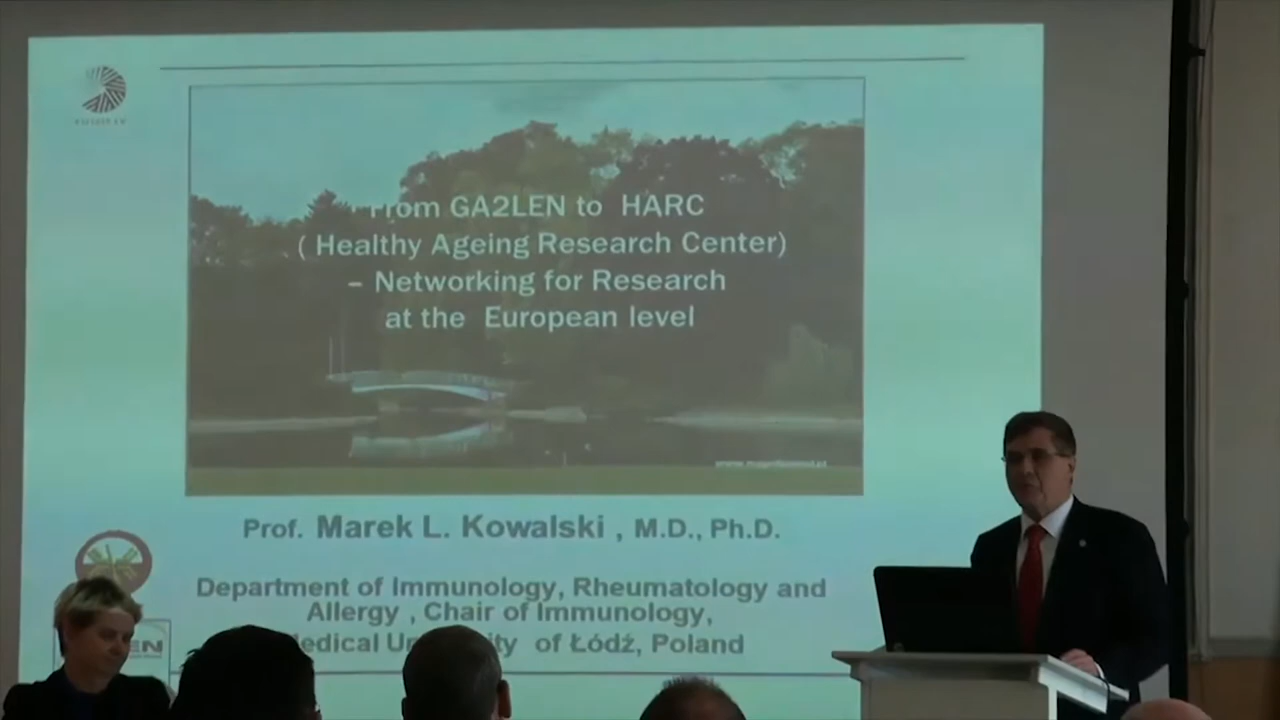 From GA2LEN to HARC
( Healthy Ageing Research Center)
– Networking for Research
at the European level
Prof. Marek L. Kowalski , M.D., Ph.D.
Department of Immunology, Rheumatology and
Allergy , Chair of Immunology,
of Łódź, Poland